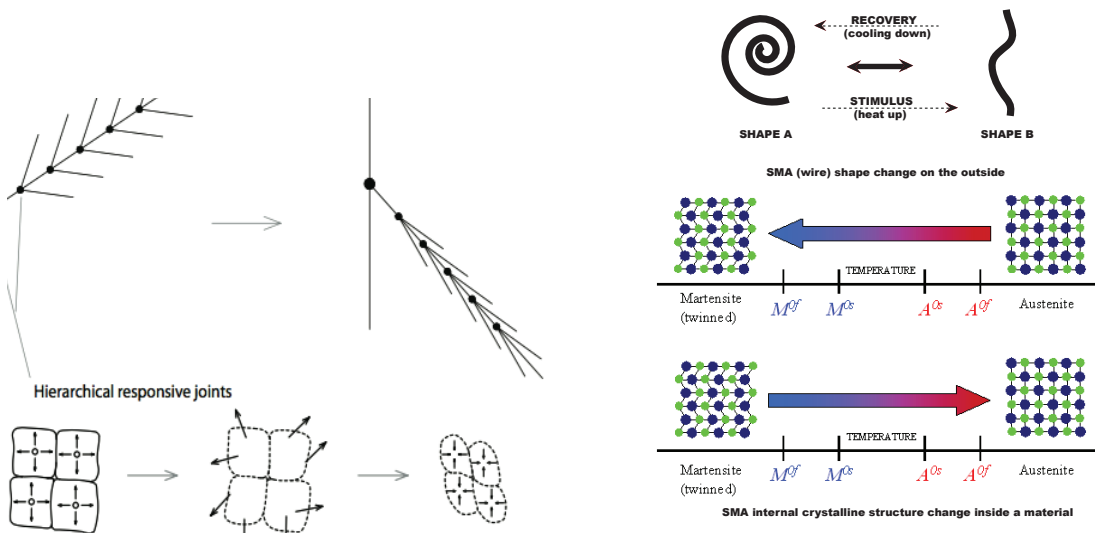 Hierarchical responsive joints
RECOVERY
(cooling down)
STIMULUS
(heat up)
SHAPE A
SHAPE B
SMA (wire) shape change on the outside
TEMPERATURE
Martensite
(twinned)
M⁰ᶠ
M⁰ˢ
A⁰ˢ
A⁰ᶠ
Austenite
TEMPERATURE
Martensite
(twinned)
M⁰ᶠ
M⁰ˢ
A⁰ˢ
A⁰ᶠ
Austenite
SMA internal crystalline structure change inside a material